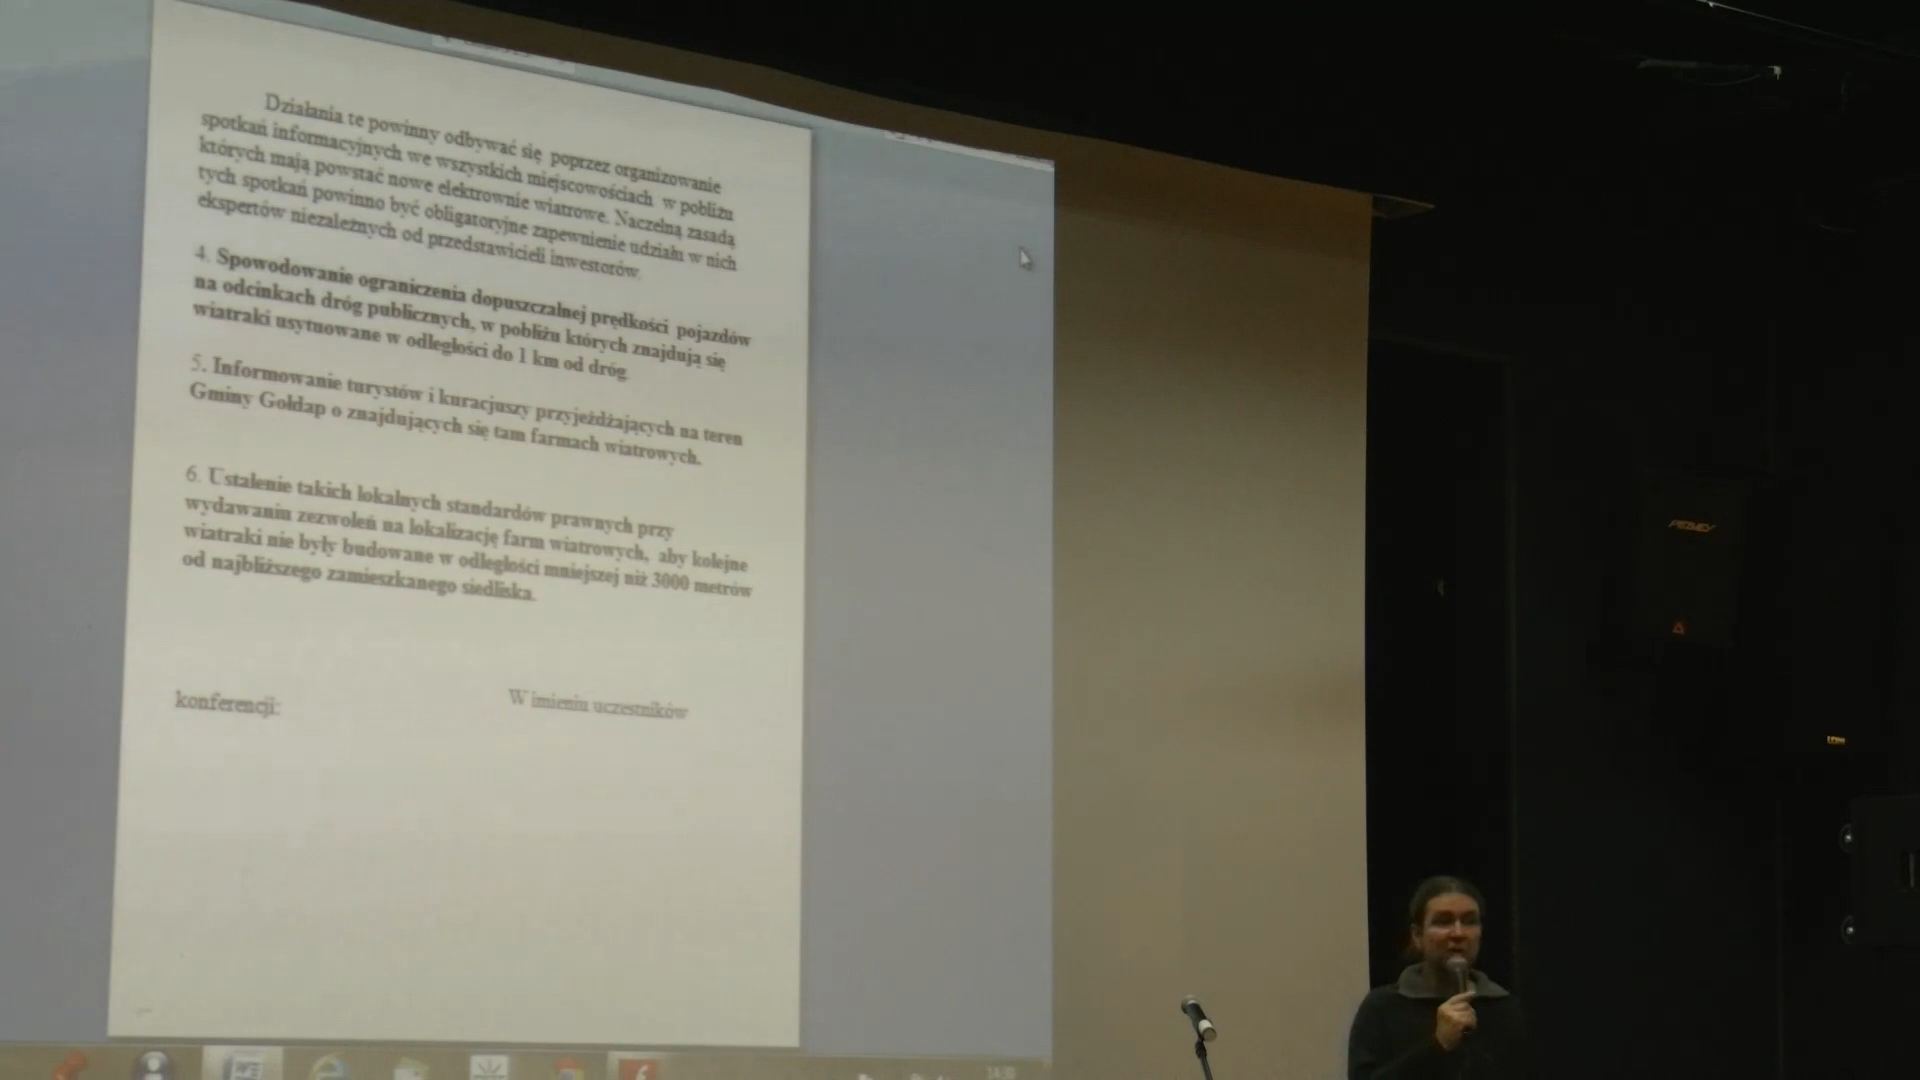 Działania te powinny odbywać się poprzez organizowanie
spotkań informacyjnych we wszystkich miejscowościach w pobliżu
których mają powstać nowe elektrownie wiatrowe. Naczelną zasadą
tych spotkań powinno być obligatoryjne zapewnienie udziału w nich
ekspertów niezależnych od przedstawicieli inwestorów.
4. Spowodowanie ograniczenia dopuszczalnej prędkości pojazdów
na odcinkach dróg publicznych, w pobliżu których znajdują się
wiatraki usytuowane w odległości do 1 km od dróg.
5. Informowanie turystów i kuracjuszy przyjeżdżających na teren
Gminy Gołdap o znajdujących się tam farmach wiatrowych.
6. Ustalenie takich lokalnych standardów prawnych przy
wydawaniu zezwoleń na lokalizację farm wiatrowych, aby kolejne
wiatraki nie były budowane w odległości mniejszej niż 3000 metrów
od najbliższego zamieszkanego siedliska.
W imieniu uczestników
konferencji:
PEAVEY